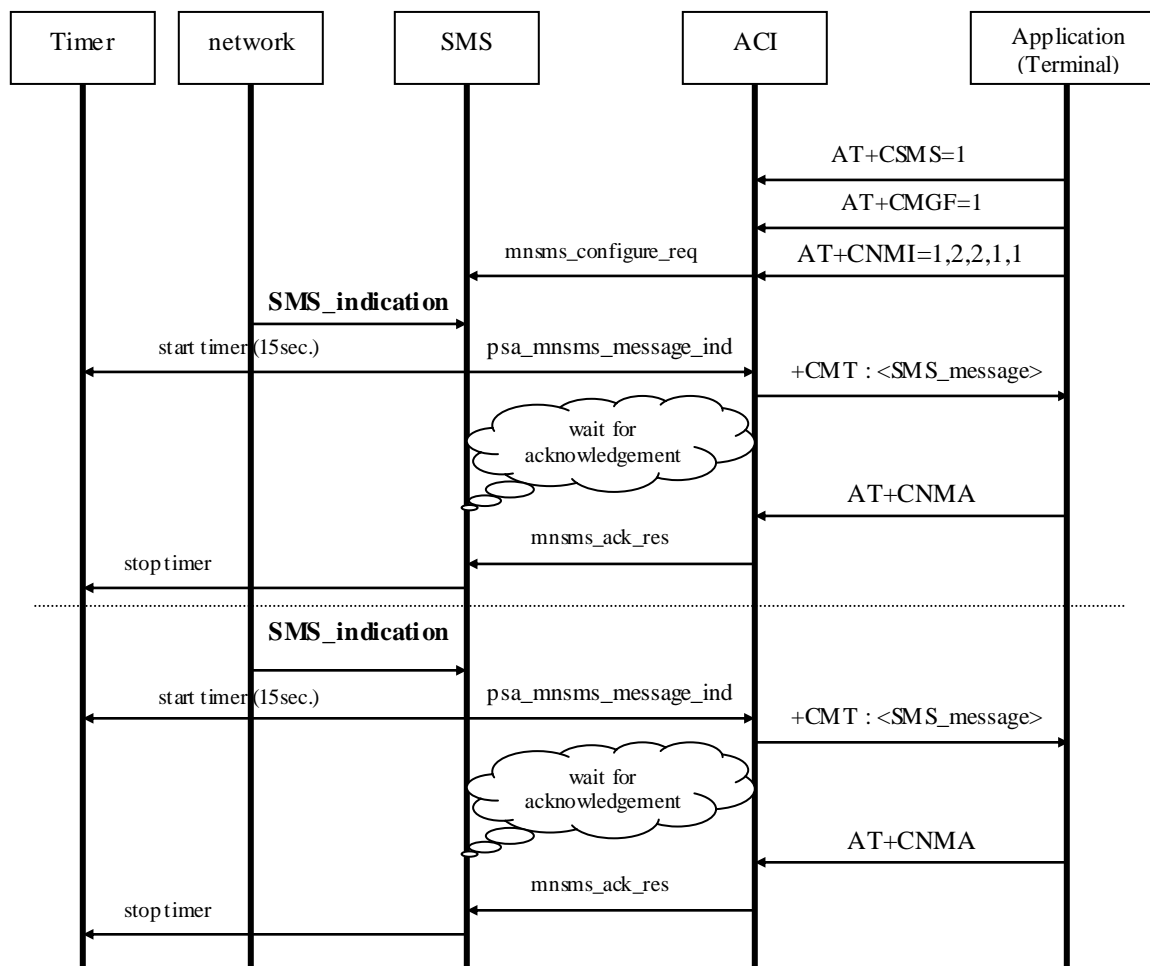 Timer
network
SMS
ACI
Application
(Terminal)
AT+CSMS=1
AT+CMGF=1
mnsms_configure_req
AT+CNMI=1,2,2,1,1
SMS_indication
start timer (15sec.)
psa_mnsms_message_ind
+CMT : <SMS_message>
wait for
acknowledgement
AT+CNMA
mnsms_ack_res
stop timer
SMS_indication
start timer (15sec.)
psa_mnsms_message_ind
+CMT : <SMS_message>
wait for
acknowledgement
AT+CNMA
mnsms_ack_res
stop timer